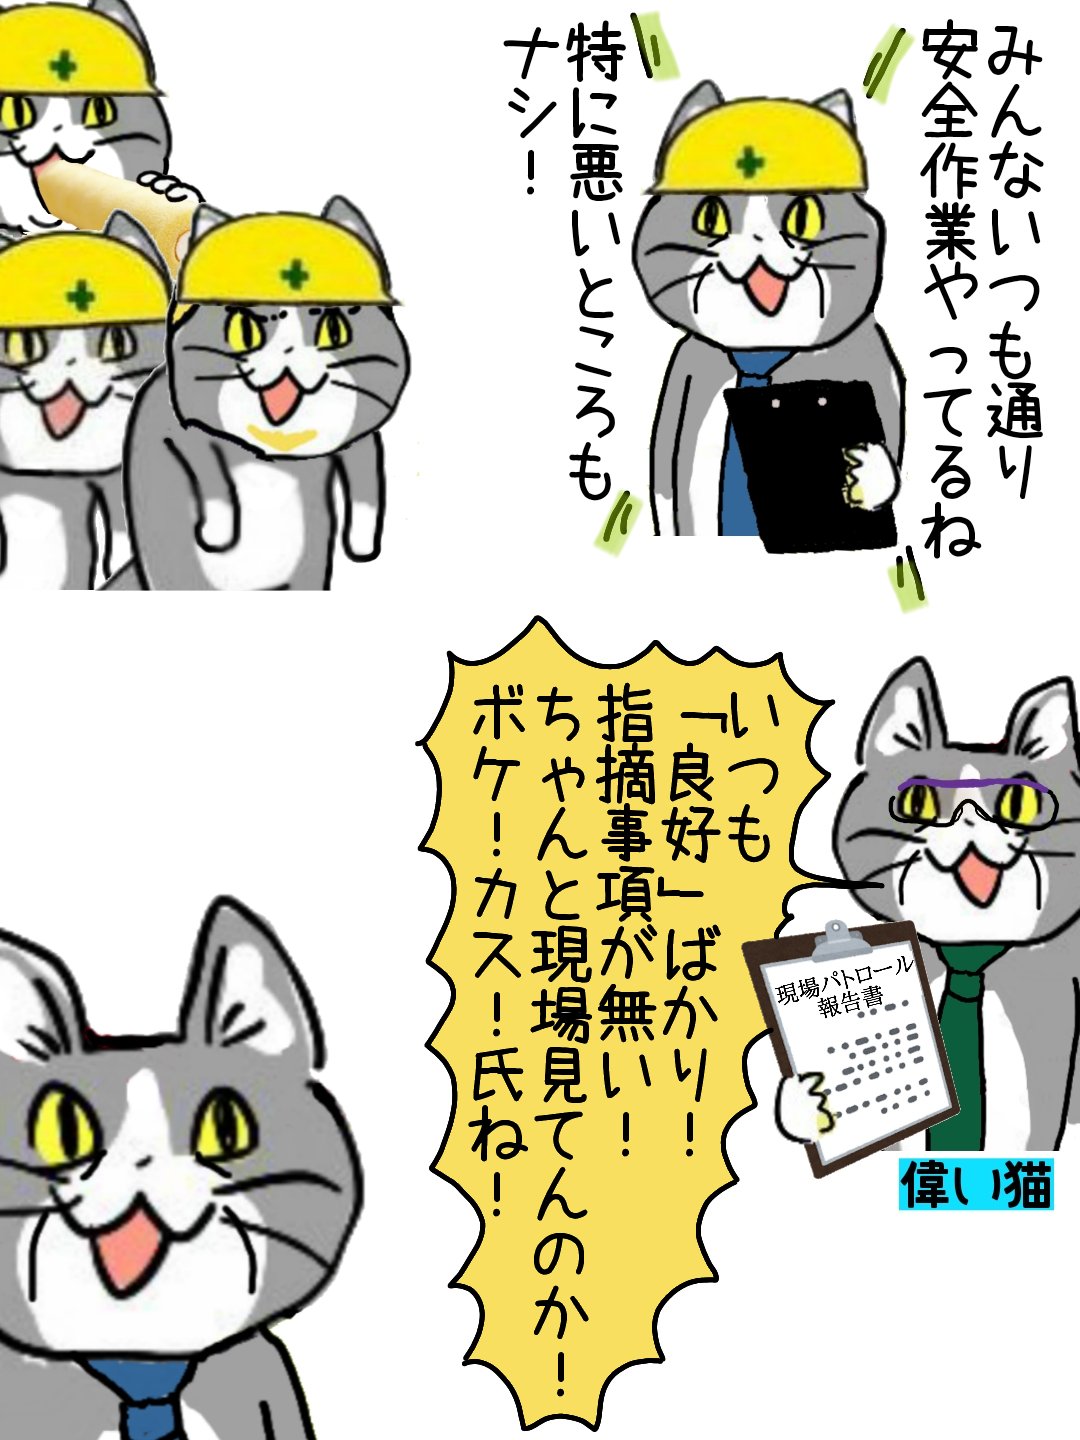 みんないつも通り
安全作業やってるね
特に悪いところも
ナシ！
いつも
「良好」ばかり！
指摘事項が無い！
ちゃんと現場見てんのか！
ボケ！カス！氏ね！
現場パトロール
報告書
偉い猫